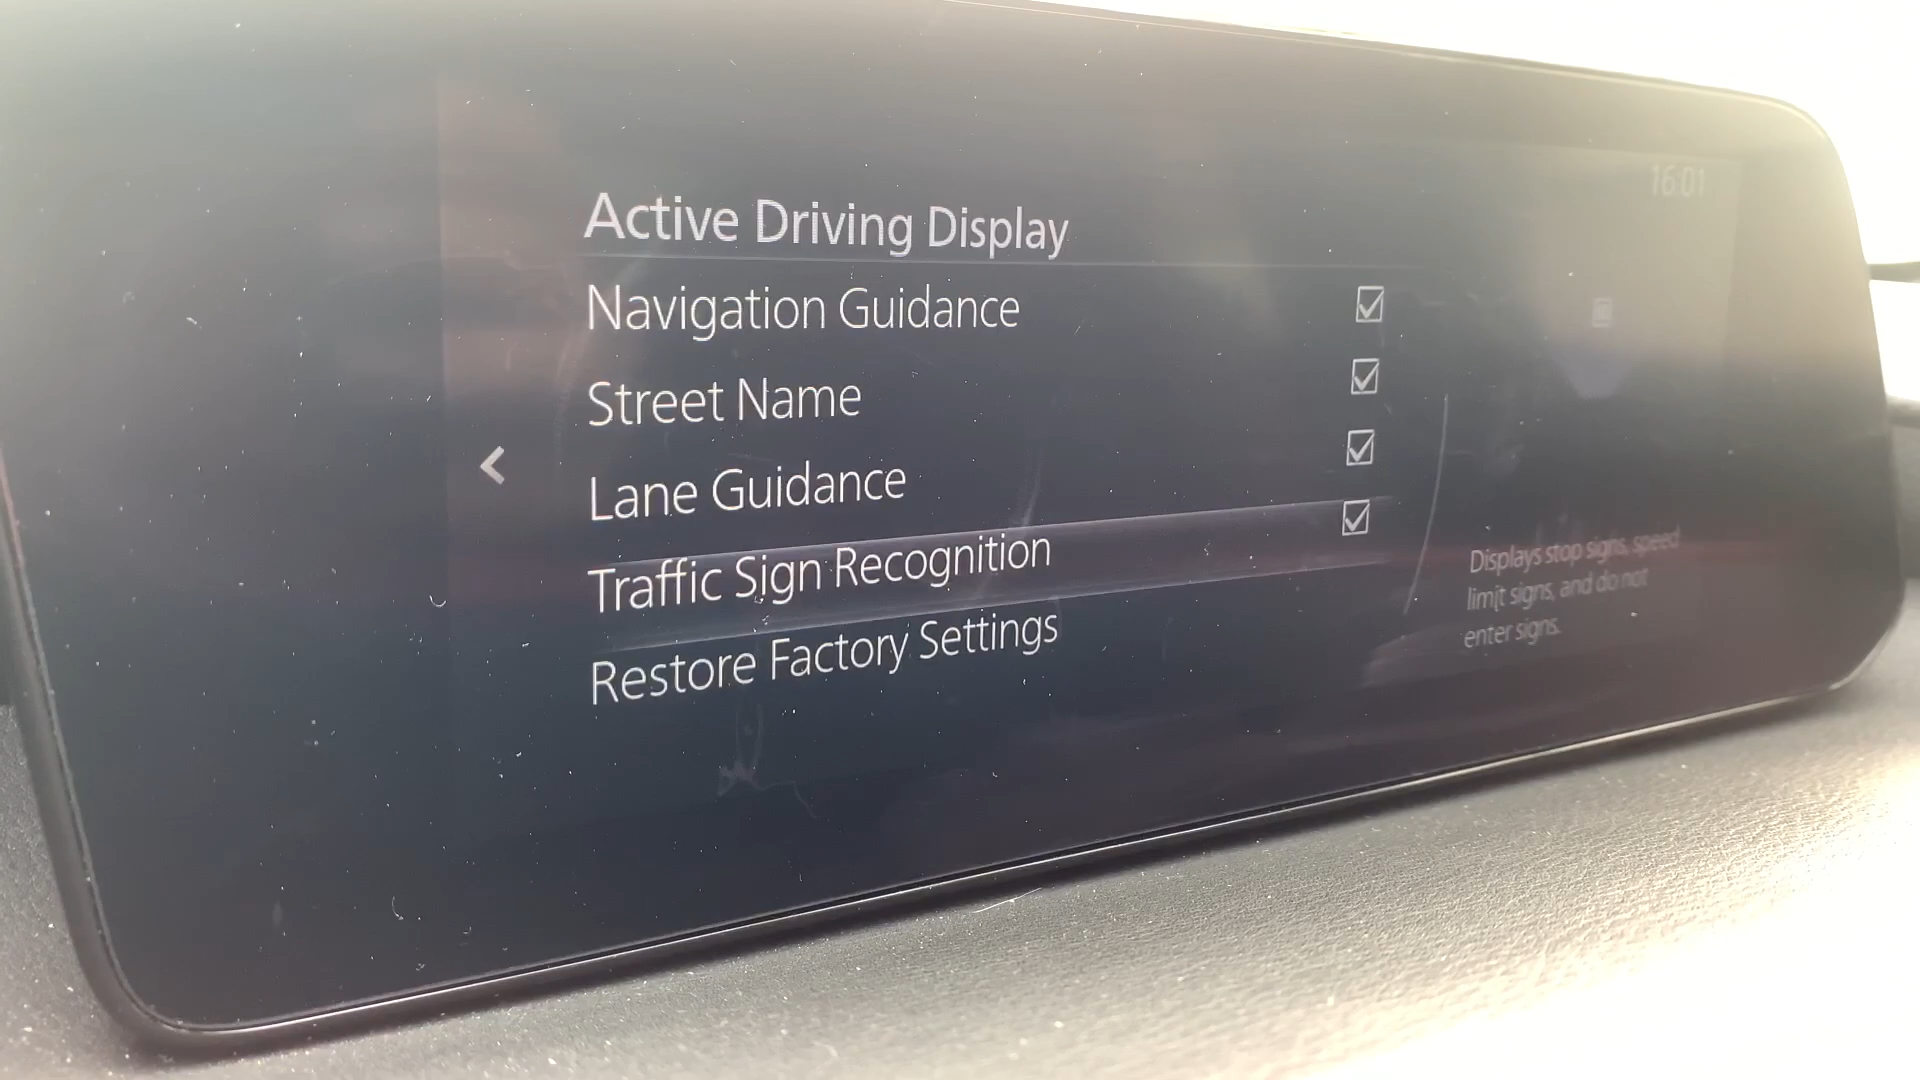 16:01
Active Driving Display
Navigation Guidance
Street Name
Lane Guidance
Traffic Sign Recognition
Restore Factory Settings
Displays stop signs, speed
limit signs, and do not
enter signs.